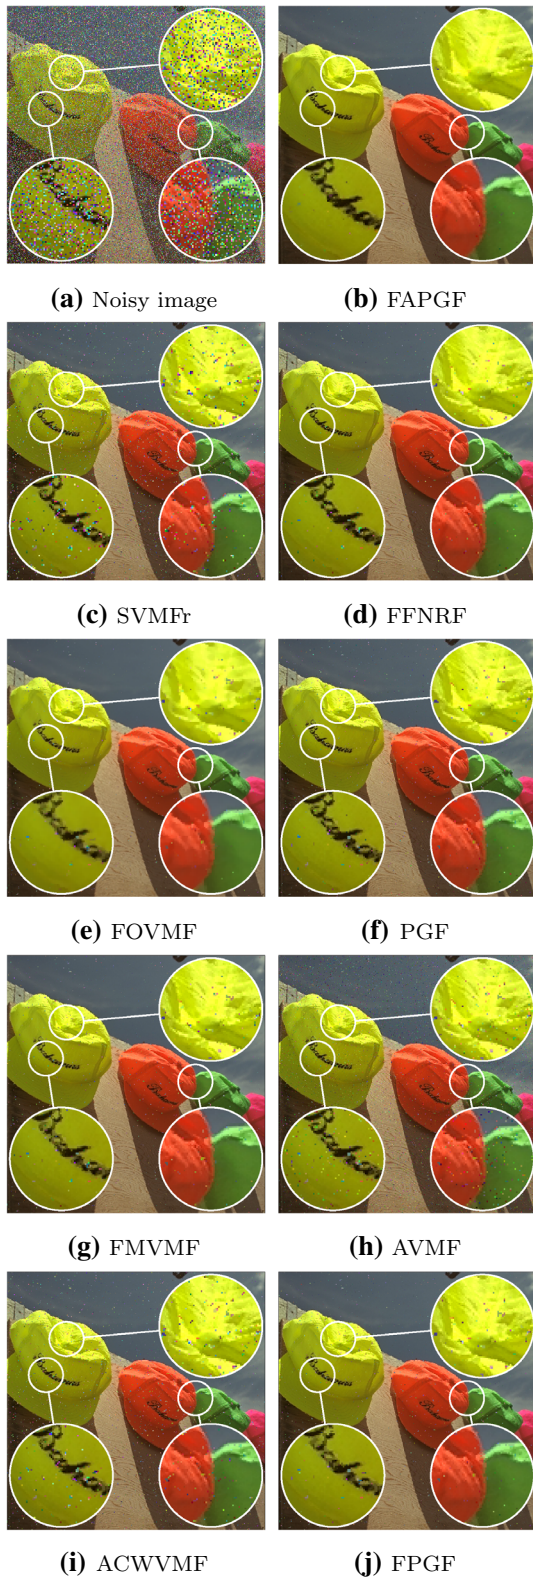 (a) Noisy image
(b) FAPGF
(c) SVMFr
(d) FFNRF
(e) FOVMF
(f) PGF
(g) FMVMF
(h) AVMF
(i) ACWVMF
(j) FPGF